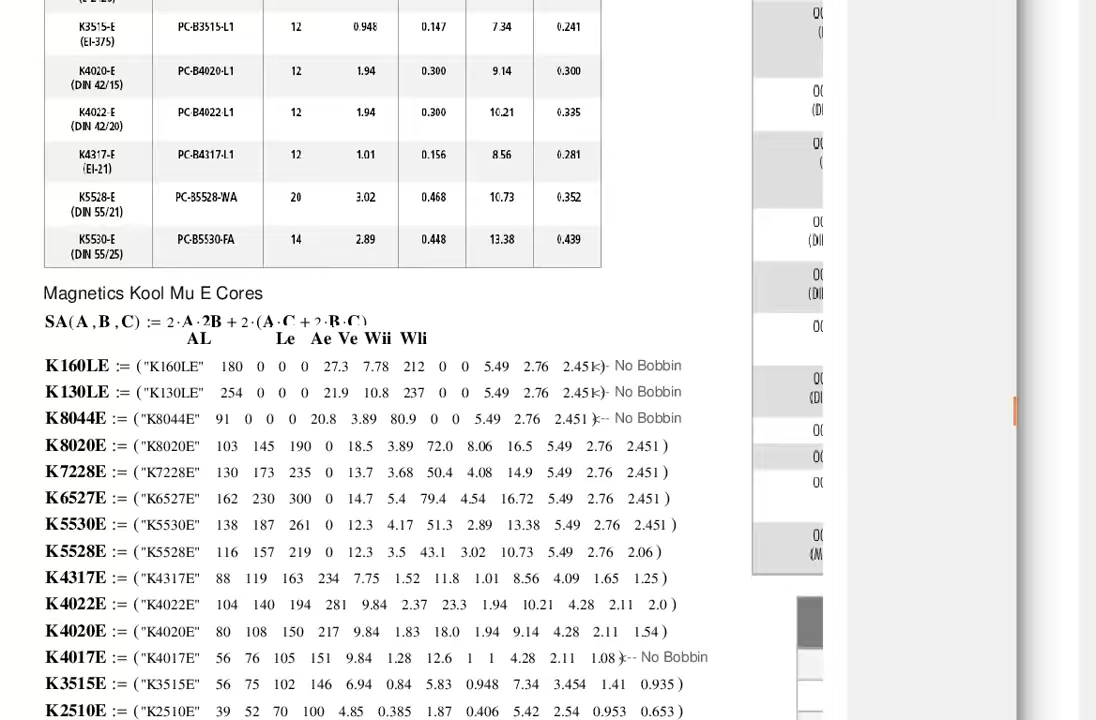 K3515-E PC-B3515-L1 12 0.948 0.147 7.34 0.241
(EI-375)
K4020-E PC-B4020-L1 12 1.94 0.300 9.14 0.300
(DIN 42/15)
K4022-E PC-B4022-L1 12 1.94 0.300 10.21 0.335
(DIN 42/20)
K4317-E PC-B4317-L1 12 1.01 0.156 8.56 0.281
(EI-21)
K5528-E PC-B5528-WA 20 3.02 0.468 10.73 0.352
(DIN 55/21)
K5530-E PC-B5530-FA 14 2.89 0.448 13.38 0.439
(DIN 55/25)
Magnetics Kool Mu E Cores
SA(A ,B ,C) := 2·A·2B + 2·(A·C + 2·B·C)
AL Le Ae Ve Wii Wli
K160LE := ("K160LE" 180 0 0 0 27.3 7.78 212 0 0 5.49 2.76 2.451) <-- No Bobbin
K130LE := ("K130LE" 254 0 0 0 21.9 10.8 237 0 0 5.49 2.76 2.451) <-- No Bobbin
K8044E := ("K8044E" 91 0 0 0 20.8 3.89 80.9 0 0 5.49 2.76 2.451) <-- No Bobbin
K8020E := ("K8020E" 103 145 190 0 18.5 3.89 72.0 8.06 16.5 5.49 2.76 2.451)
K7228E := ("K7228E" 130 173 235 0 13.7 3.68 50.4 4.08 14.9 5.49 2.76 2.451)
K6527E := ("K6527E" 162 230 300 0 14.7 5.4 79.4 4.54 16.72 5.49 2.76 2.451)
K5530E := ("K5530E" 138 187 261 0 12.3 4.17 51.3 2.89 13.38 5.49 2.76 2.451)
K5528E := ("K5528E" 116 157 219 0 12.3 3.5 43.1 3.02 10.73 5.49 2.76 2.06)
K4317E := ("K4317E" 88 119 163 234 7.75 1.52 11.8 1.01 8.56 4.09 1.65 1.25)
K4022E := ("K4022E" 104 140 194 281 9.84 2.37 23.3 1.94 10.21 4.28 2.11 2.0)
K4020E := ("K4020E" 80 108 150 217 9.84 1.83 18.0 1.94 9.14 4.28 2.11 1.54)
K4017E := ("K4017E" 56 76 105 151 9.84 1.28 12.6 1 1 4.28 2.11 1.08) <-- No Bobbin
K3515E := ("K3515E" 56 75 102 146 6.94 0.84 5.83 0.948 7.34 3.454 1.41 0.935)
K2510E := ("K2510E" 39 52 70 100 4.85 0.385 1.87 0.406 5.42 2.54 0.953 0.653)